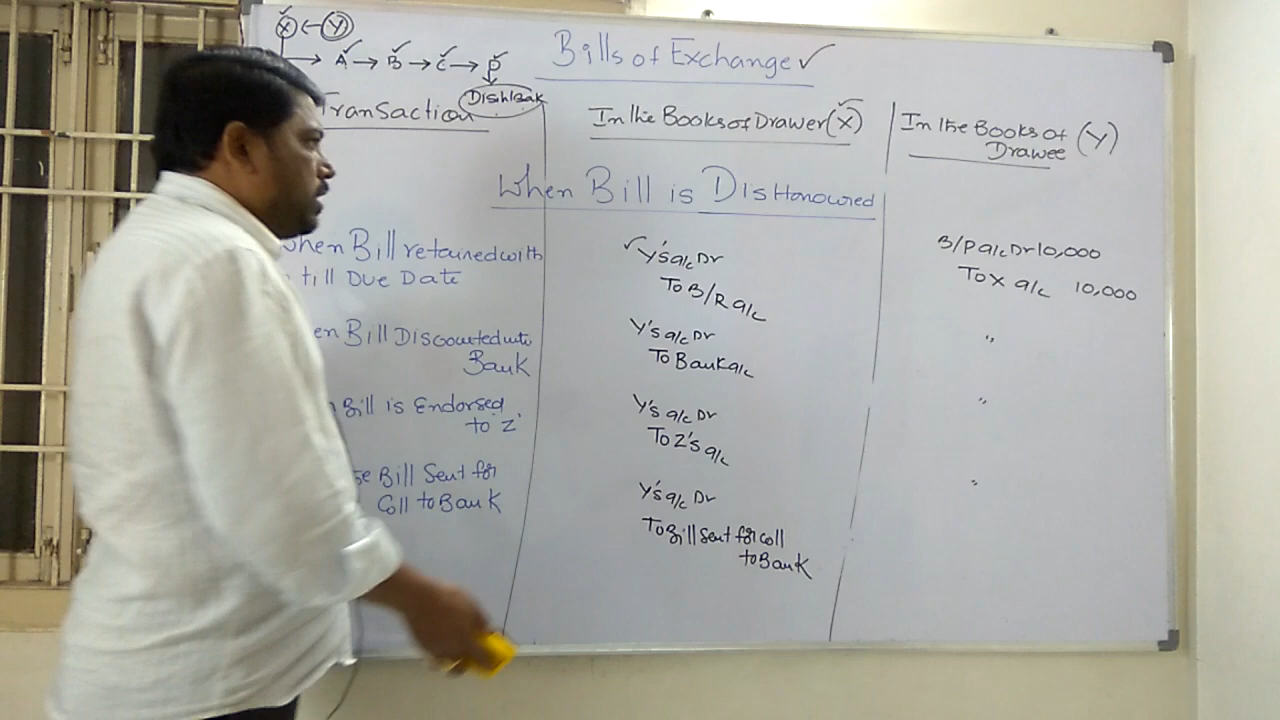 X ← Y
→ A → B → C → D
Bills of Exchange ✓
Transaction
In the Books of Drawer (X)
In the Books of Drawee (Y)
When Bill is DisHonoured
when Bill retained with
till Due Date
Y's a/c Dr
To B/R a/c
B/P a/c Dr 10,000
To X a/c 10,000
en Bill Discounted with
Bank
Y's a/c Dr
To Bank a/c
"
Bill is Endorsed
to 'Z'
Y's a/c Dr
To Z's a/c
"
se Bill Sent for
Coll to Bank
Y's a/c Dr
To Bill Sent for Coll
to Bank
"